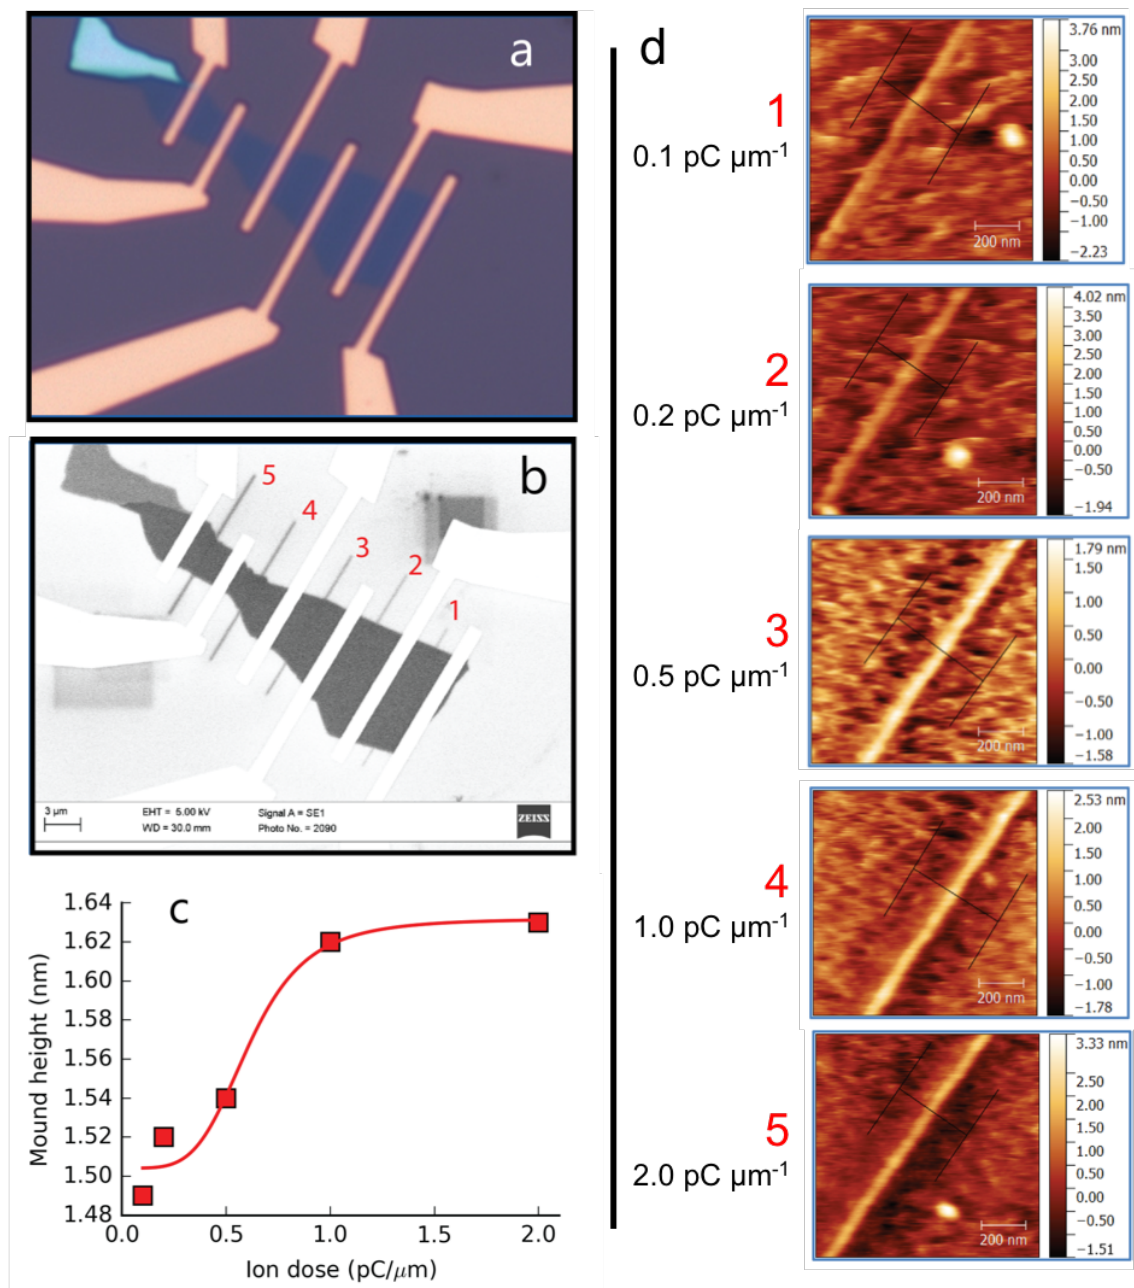 a
b
5
4
3
2
1
3 µm
EHT = 5.00 kV
WD = 30.0 mm
Signal A = SE1
Photo No. = 2090
ZEISS
c
Mound height (nm)
1.64
1.62
1.60
1.58
1.56
1.54
1.52
1.50
1.48
0.0 0.5 1.0 1.5 2.0
Ion dose (pC/µm)
d
1
0.1 pC µm⁻¹
200 nm
3.76 nm
3.00
2.50
2.00
1.50
1.00
0.50
0.00
−0.50
−1.00
−2.23
2
0.2 pC µm⁻¹
200 nm
4.02 nm
3.50
3.00
2.50
2.00
1.50
1.00
0.50
0.00
−0.50
−1.94
3
0.5 pC µm⁻¹
200 nm
1.79 nm
1.50
1.00
0.50
0.00
−0.50
−1.00
−1.58
4
1.0 pC µm⁻¹
200 nm
2.53 nm
2.00
1.50
1.00
0.50
0.00
−0.50
−1.00
−1.78
5
2.0 pC µm⁻¹
200 nm
3.33 nm
2.50
2.00
1.50
1.00
0.50
0.00
−0.50
−1.51